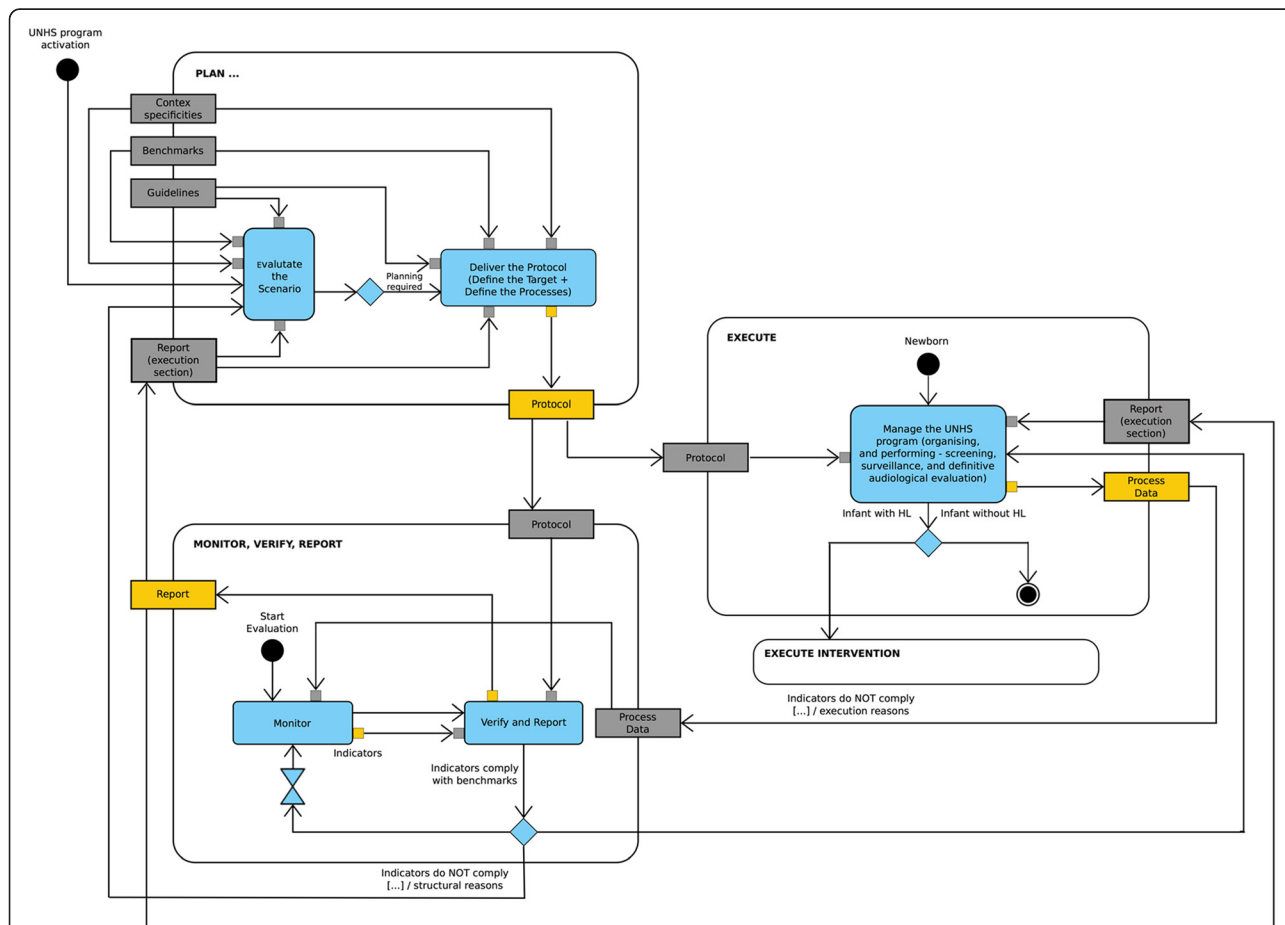 UNHS program
activation
PLAN ...
Contex
specificities
Benchmarks
Guidelines
Evalutate
the
Scenario
Planning
required
Deliver the Protocol
(Define the Target +
Define the Processes)
Report
(execution
section)
Protocol
EXECUTE
Newborn
Manage the UNHS
program (organising,
and performing - screening,
surveillance, and definitive
audiological evaluation)
Report
(execution
section)
Protocol
Process
Data
Infant with HL
Infant without HL
EXECUTE INTERVENTION
Protocol
MONITOR, VERIFY, REPORT
Report
Start
Evaluation
Monitor
Indicators
Verify and Report
Process
Data
Indicators do NOT comply
[...] / execution reasons
Indicators comply
with benchmarks
Indicators do NOT comply
[...] / structural reasons